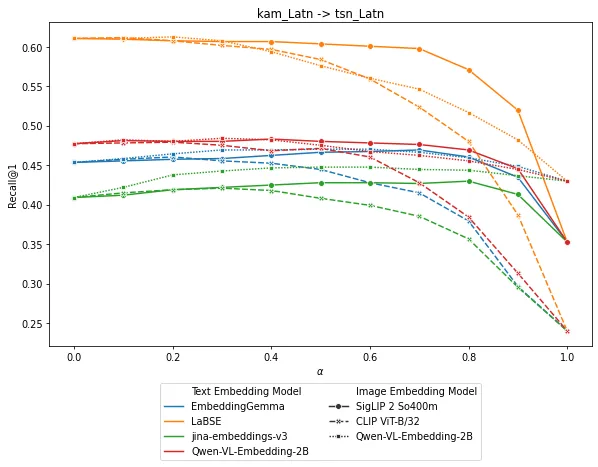 kam_Latn -> tsn_Latn
Recall@1
0.60
0.55
0.50
0.45
0.40
0.35
0.30
0.25
0.0
0.2
0.4
0.6
0.8
1.0
α
Text Embedding Model
EmbeddingGemma
LaBSE
jina-embeddings-v3
Qwen-VL-Embedding-2B
Image Embedding Model
SigLIP 2 So400m
CLIP ViT-B/32
Qwen-VL-Embedding-2B